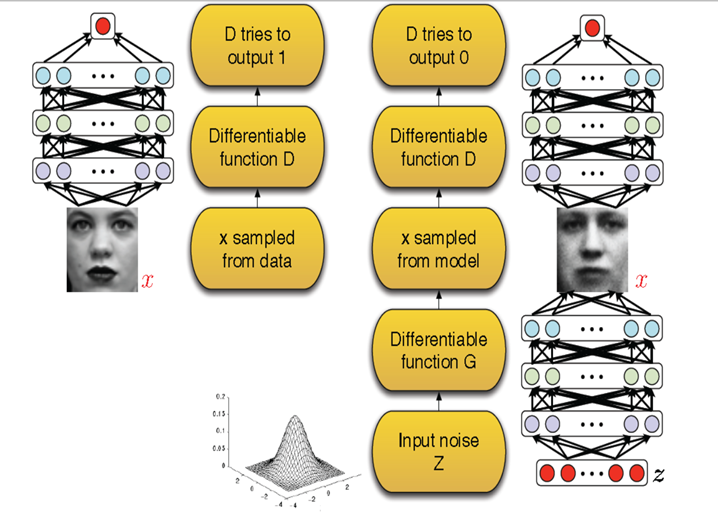 D tries to
output 1
D tries to
output 0
Differentiable
function D
Differentiable
function D
x sampled
from data
x sampled
from model
x
x
Differentiable
function G
Input noise
Z
z
0.2
0.15
0.1
0.05
0
2
0
-2
-4
-4
-2
0
2